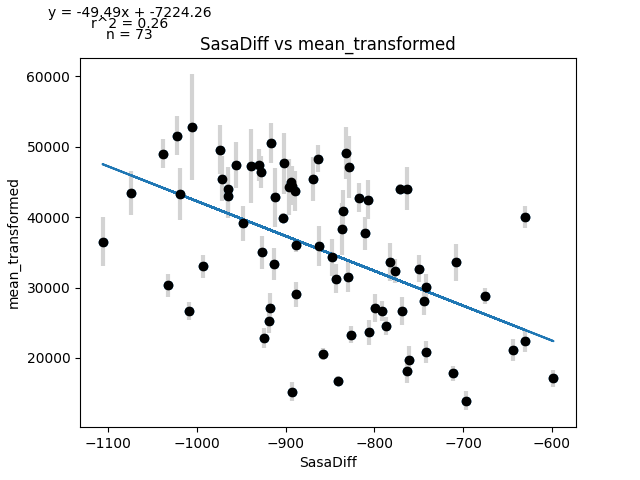 y = -49.49x + -7224.26
r^2 = 0.26
n = 73
SasaDiff vs mean_transformed
60000
50000
40000
30000
20000
mean_transformed
−1100
−1000
−900
−800
−700
−600
SasaDiff